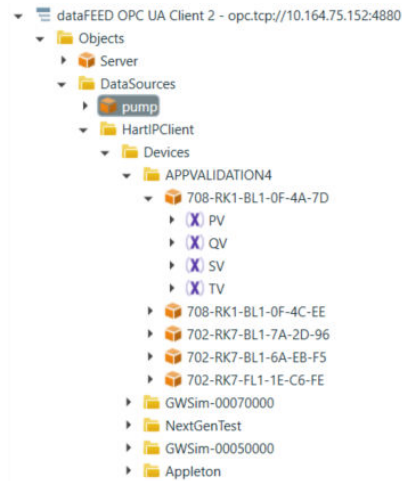 dataFEED OPC UA Client 2 - opc.tcp://10.164.75.152:4880
Objects
Server
DataSources
pump
HartIPClient
Devices
APPVALIDATION4
708-RK1-BL1-0F-4A-7D
(X) PV
(X) QV
(X) SV
(X) TV
708-RK1-BL1-0F-4C-EE
702-RK7-BL1-7A-2D-96
702-RK7-BL1-6A-EB-F5
702-RK7-FL1-1E-C6-FE
GWSim-00070000
NextGenTest
GWSim-00050000
Appleton